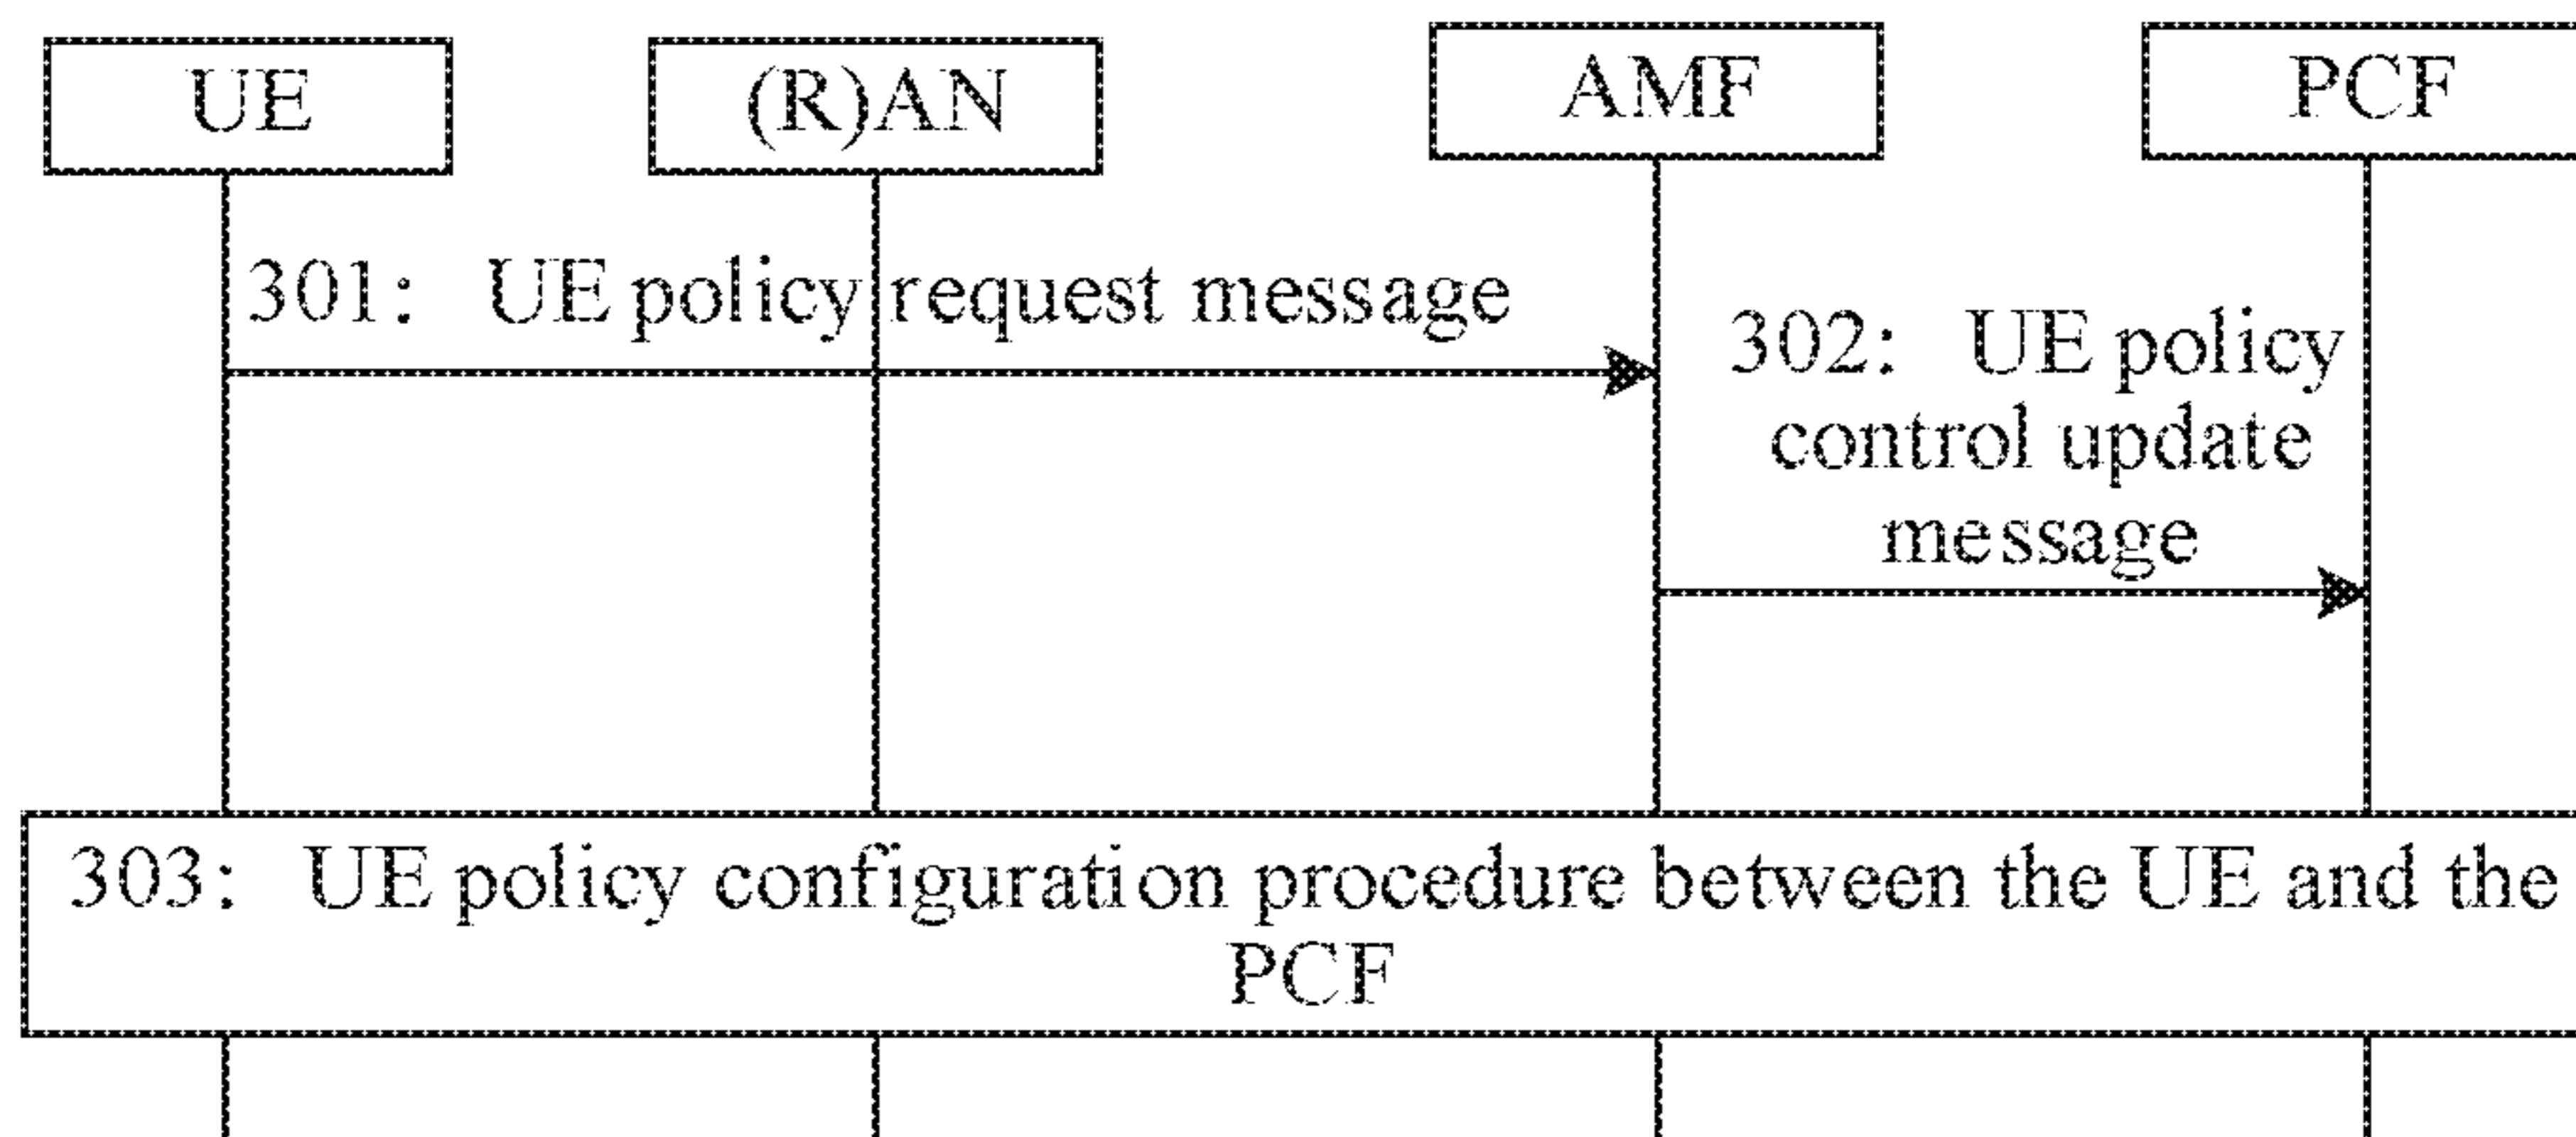 UE
(R)AN
AMF
PCF
301: UE policy request message
302: UE policy
control update
message
303: UE policy configuration procedure between the UE and the
PCF